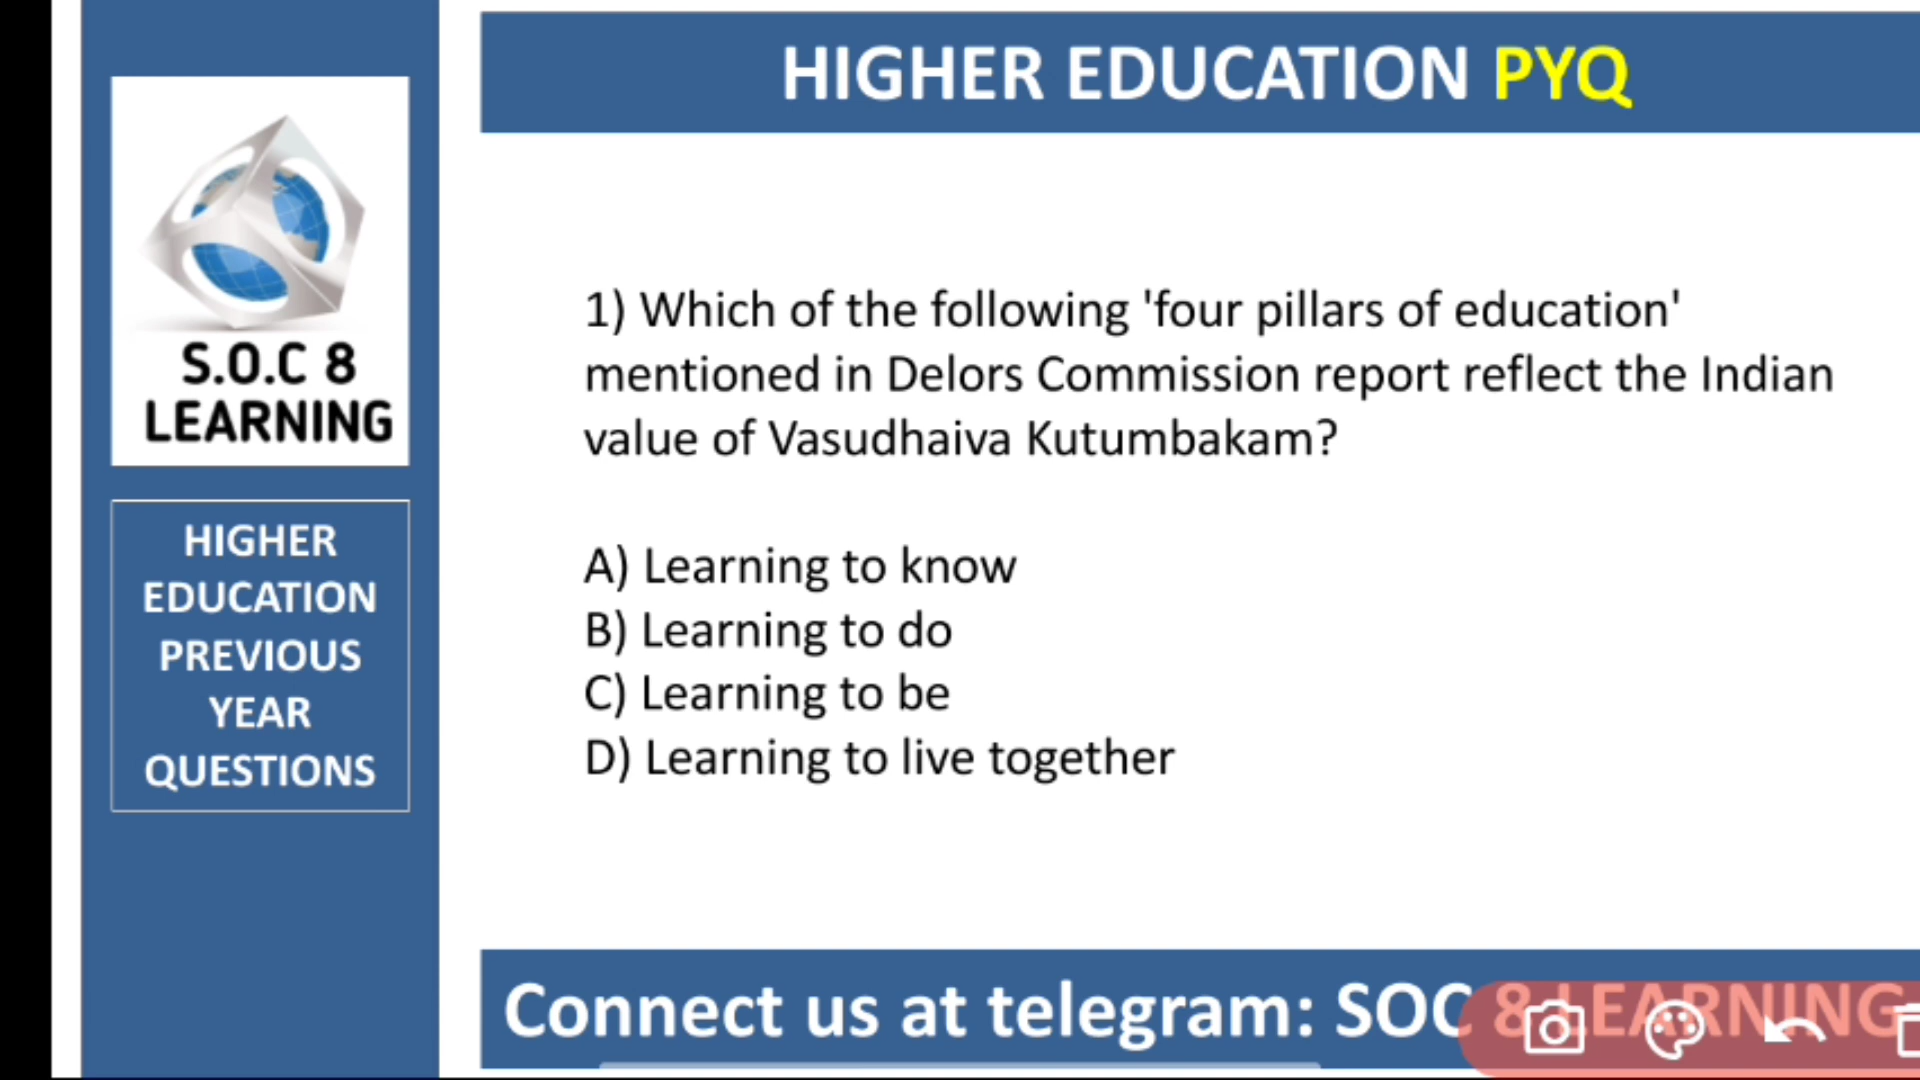 HIGHER EDUCATION PYQ
S.O.C 8
LEARNING
HIGHER
EDUCATION
PREVIOUS
YEAR
QUESTIONS
1) Which of the following 'four pillars of education'
mentioned in Delors Commission report reflect the Indian
value of Vasudhaiva Kutumbakam?
A) Learning to know
B) Learning to do
C) Learning to be
D) Learning to live together
Connect us at telegram: SOC 8 LEARNING